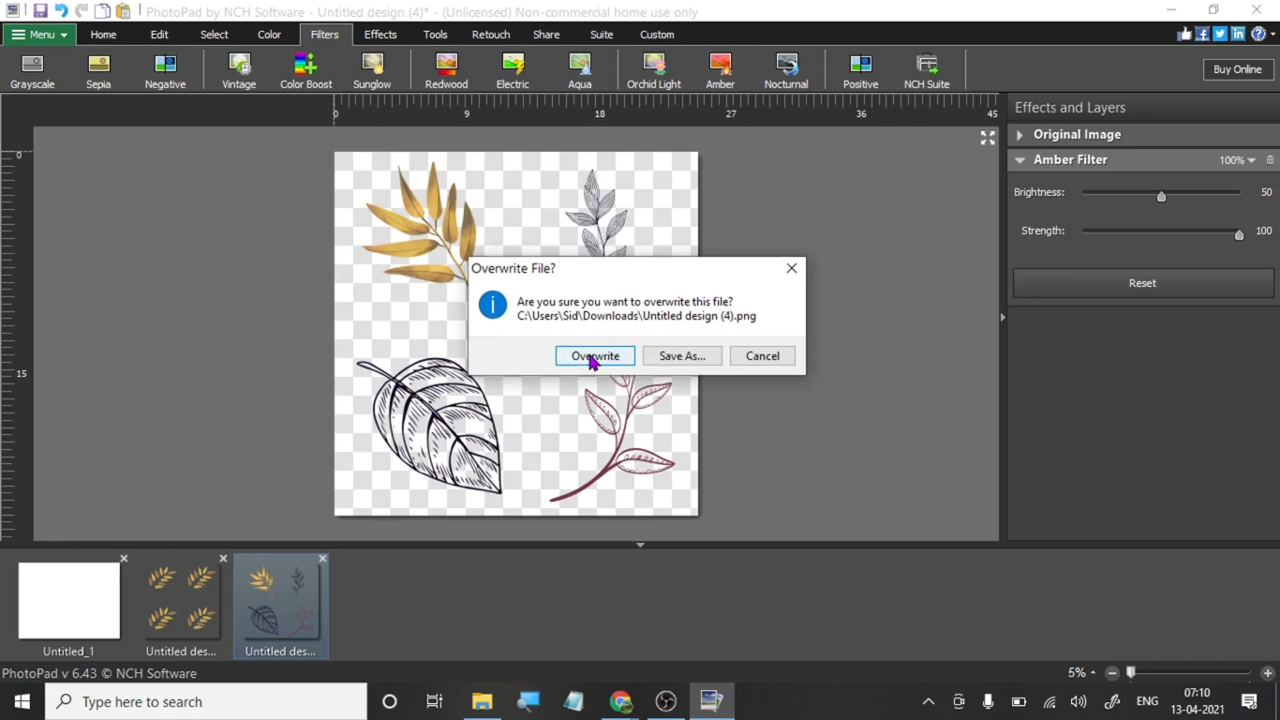 PhotoPad by NCH Software - Untitled design (4)* - (Unlicensed) Non-commercial home use only
Menu Home Edit Select Color Filters Effects Tools Retouch Share Suite Custom
Grayscale Sepia Negative Vintage Color Boost Sunglow Redwood Electric Aqua Orchid Light Amber Nocturnal Positive NCH Suite Buy Online
0 9 18 27 36 45
Effects and Layers
Original Image
Amber Filter 100%
Brightness: 50
Strength: 100
Reset
0
15
Overwrite File?
Are you sure you want to overwrite this file?
C:\Users\Sid\Downloads\Untitled design (4).png
Overwrite Save As... Cancel
Untitled_1 Untitled des... Untitled des...
PhotoPad v 6.43 © NCH Software 5%
Type here to search ENG 07:10
13-04-2021